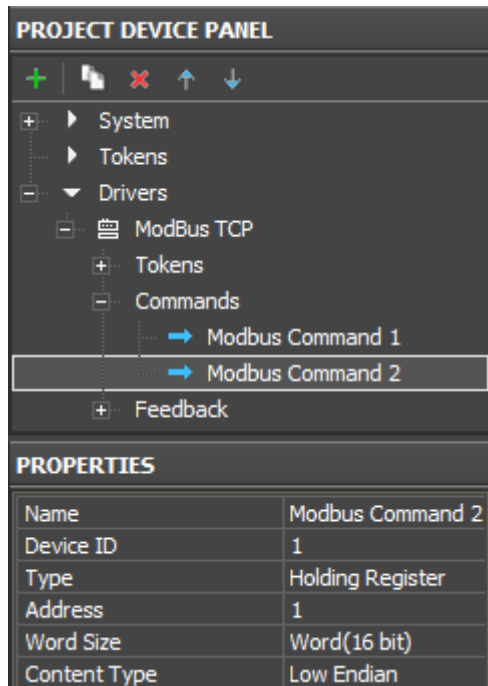 PROJECT DEVICE PANEL
System
Tokens
Drivers
ModBus TCP
Tokens
Commands
Modbus Command 1
Modbus Command 2
Feedback
PROPERTIES
Name Modbus Command 2
Device ID 1
Type Holding Register
Address 1
Word Size Word(16 bit)
Content Type Low Endian